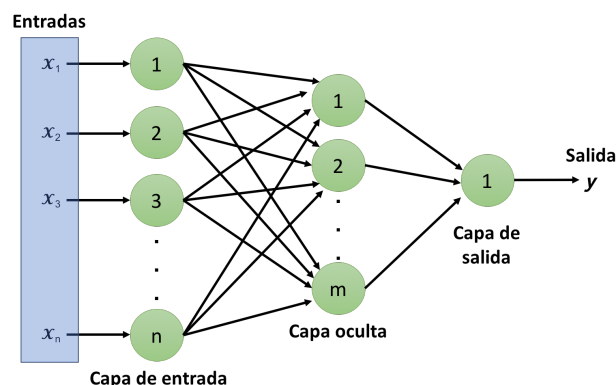 Entradas
x₁
x₂
x₃
xₙ
1
2
3
n
Capa de entrada
1
2
m
Capa oculta
1
Capa de
salida
Salida
y